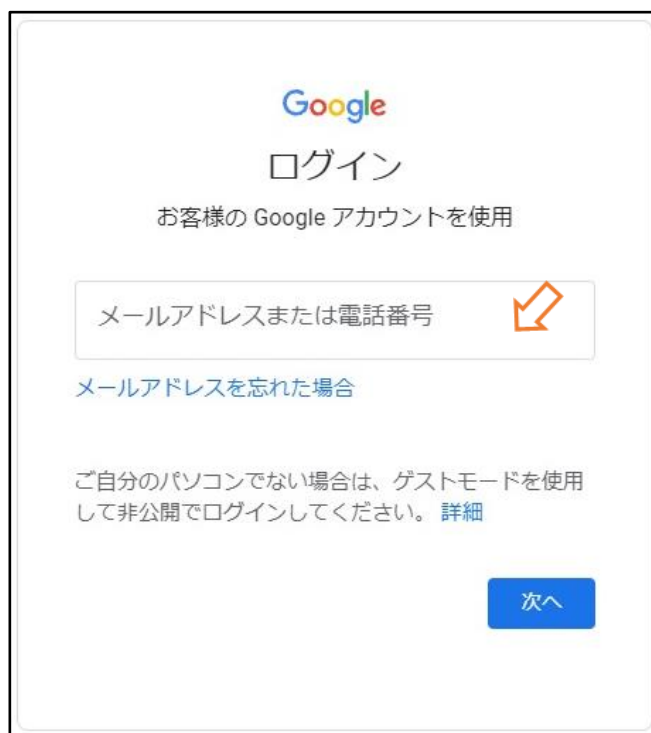 Google
ログイン
お客様の Google アカウントを使用
メールアドレスまたは電話番号
メールアドレスを忘れた場合
ご自分のパソコンでない場合は、ゲストモードを使用
して非公開でログインしてください。 詳細
次へ